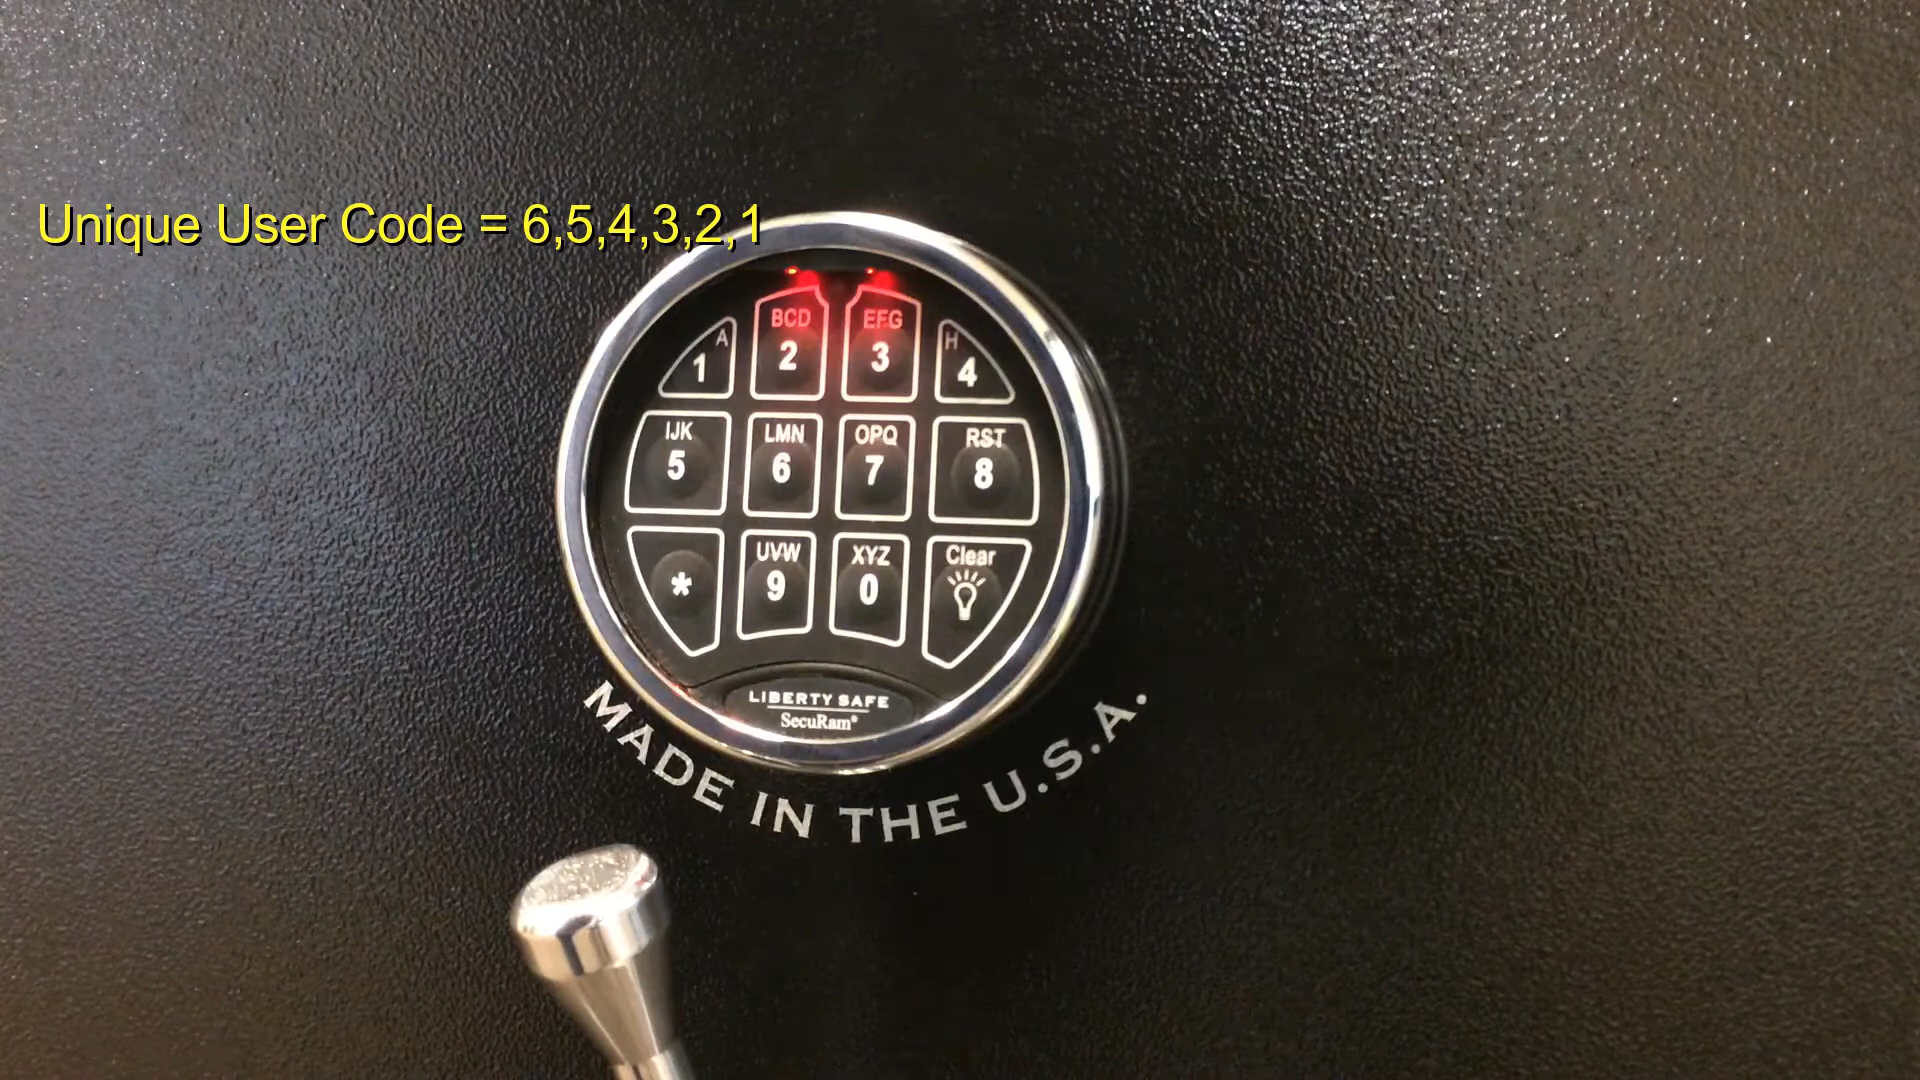 Unique User Code = 6,5,4,3,2,1
A
1
BCD
2
EFG
3
H
4
IJK
5
LMN
6
OPQ
7
RST
8
*
UVW
9
XYZ
0
Clear
LIBERTY SAFE
SecuRam®
MADE IN THE U.S.A.